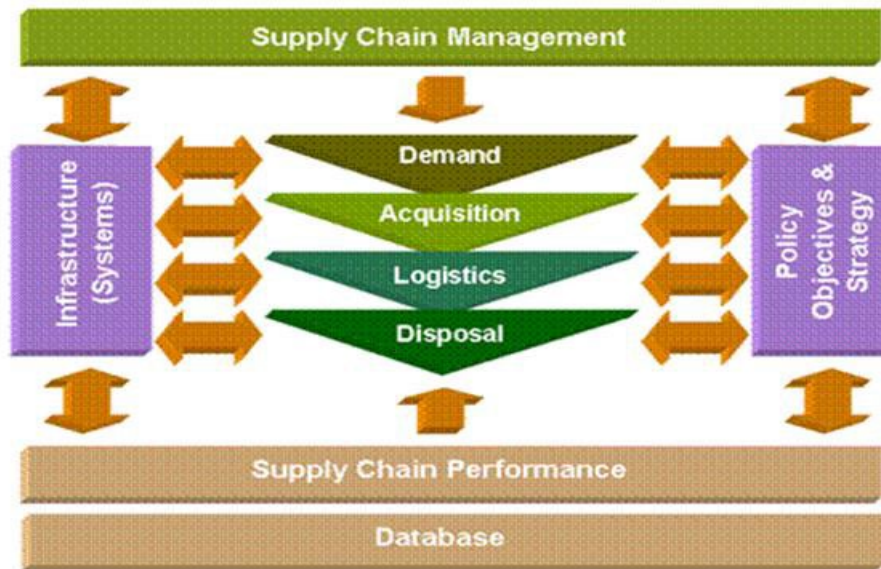 Supply Chain Management
Demand
Acquisition
Logistics
Disposal
Infrastructure
(Systems)
Policy
Objectives &
Strategy
Supply Chain Performance
Database